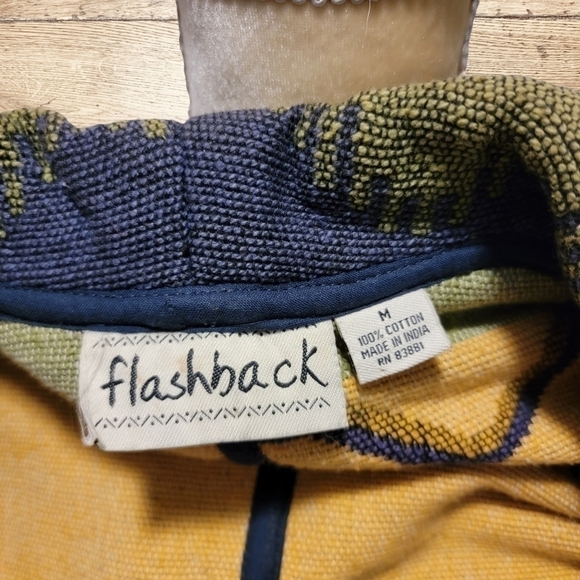 flashback
M
100% COTTON
MADE IN INDIA
RN 83881